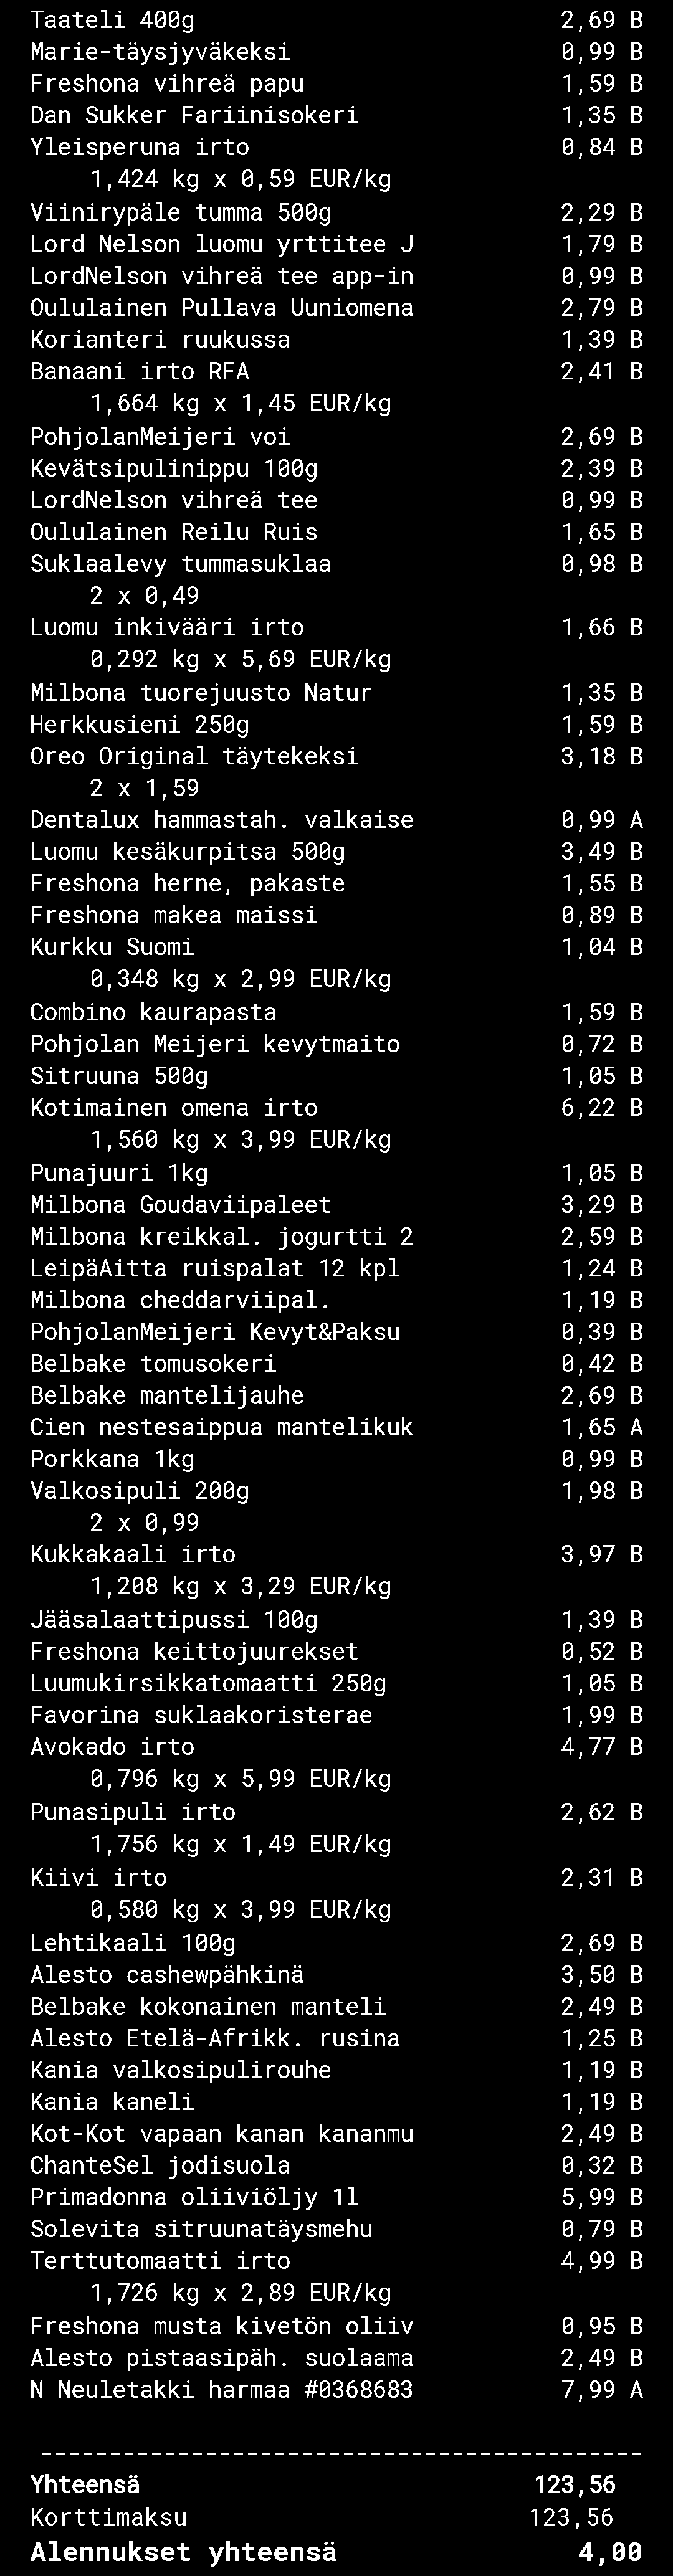 Taateli 400g 2,69 B
Marie-täysjyväkeksi 0,99 B
Freshona vihreä papu 1,59 B
Dan Sukker Fariinisokeri 1,35 B
Yleisperuna irto 0,84 B
1,424 kg x 0,59 EUR/kg
Viinirypäle tumma 500g 2,29 B
Lord Nelson luomu yrttitee J 1,79 B
LordNelson vihreä tee app-in 0,99 B
Oululainen Pullava Uuniomena 2,79 B
Korianteri ruukussa 1,39 B
Banaani irto RFA 2,41 B
1,664 kg x 1,45 EUR/kg
PohjolanMeijeri voi 2,69 B
Kevätsipulinippu 100g 2,39 B
LordNelson vihreä tee 0,99 B
Oululainen Reilu Ruis 1,65 B
Suklaalevy tummasuklaa 0,98 B
2 x 0,49
Luomu inkivääri irto 1,66 B
0,292 kg x 5,69 EUR/kg
Milbona tuorejuusto Natur 1,35 B
Herkkusieni 250g 1,59 B
Oreo Original täytekeksi 3,18 B
2 x 1,59
Dentalux hammastah. valkaise 0,99 A
Luomu kesäkurpitsa 500g 3,49 B
Freshona herne, pakaste 1,55 B
Freshona makea maissi 0,89 B
Kurkku Suomi 1,04 B
0,348 kg x 2,99 EUR/kg
Combino kaurapasta 1,59 B
Pohjolan Meijeri kevytmaito 0,72 B
Sitruuna 500g 1,05 B
Kotimainen omena irto 6,22 B
1,560 kg x 3,99 EUR/kg
Punajuuri 1kg 1,05 B
Milbona Goudaviipaleet 3,29 B
Milbona kreikkal. jogurtti 2 2,59 B
LeipäAitta ruispalat 12 kpl 1,24 B
Milbona cheddarviipal. 1,19 B
PohjolanMeijeri Kevyt&Paksu 0,39 B
Belbake tomusokeri 0,42 B
Belbake mantelijauhe 2,69 B
Cien nestesaippua mantelikuk 1,65 A
Porkkana 1kg 0,99 B
Valkosipuli 200g 1,98 B
2 x 0,99
Kukkakaali irto 3,97 B
1,208 kg x 3,29 EUR/kg
Jääsalaattipussi 100g 1,39 B
Freshona keittojuurekset 0,52 B
Luumukirsikkatomaatti 250g 1,05 B
Favorina suklaakoristerae 1,99 B
Avokado irto 4,77 B
0,796 kg x 5,99 EUR/kg
Punasipuli irto 2,62 B
1,756 kg x 1,49 EUR/kg
Kiivi irto 2,31 B
0,580 kg x 3,99 EUR/kg
Lehtikaali 100g 2,69 B
Alesto cashewpähkinä 3,50 B
Belbake kokonainen manteli 2,49 B
Alesto Etelä-Afrikk. rusina 1,25 B
Kania valkosipulirouhe 1,19 B
Kania kaneli 1,19 B
Kot-Kot vapaan kanan kananmu 2,49 B
ChanteSel jodisuola 0,32 B
Primadonna oliiviöljy 1l 5,99 B
Solevita sitruunatäysmehu 0,79 B
Terttutomaatti irto 4,99 B
1,726 kg x 2,89 EUR/kg
Freshona musta kivetön oliiv 0,95 B
Alesto pistaasipäh. suolaama 2,49 B
N Neuletakki harmaa #0368683 7,99 A
--------------------------------------------
Yhteensä 123,56
Korttimaksu 123,56
Alennukset yhteensä 4,00